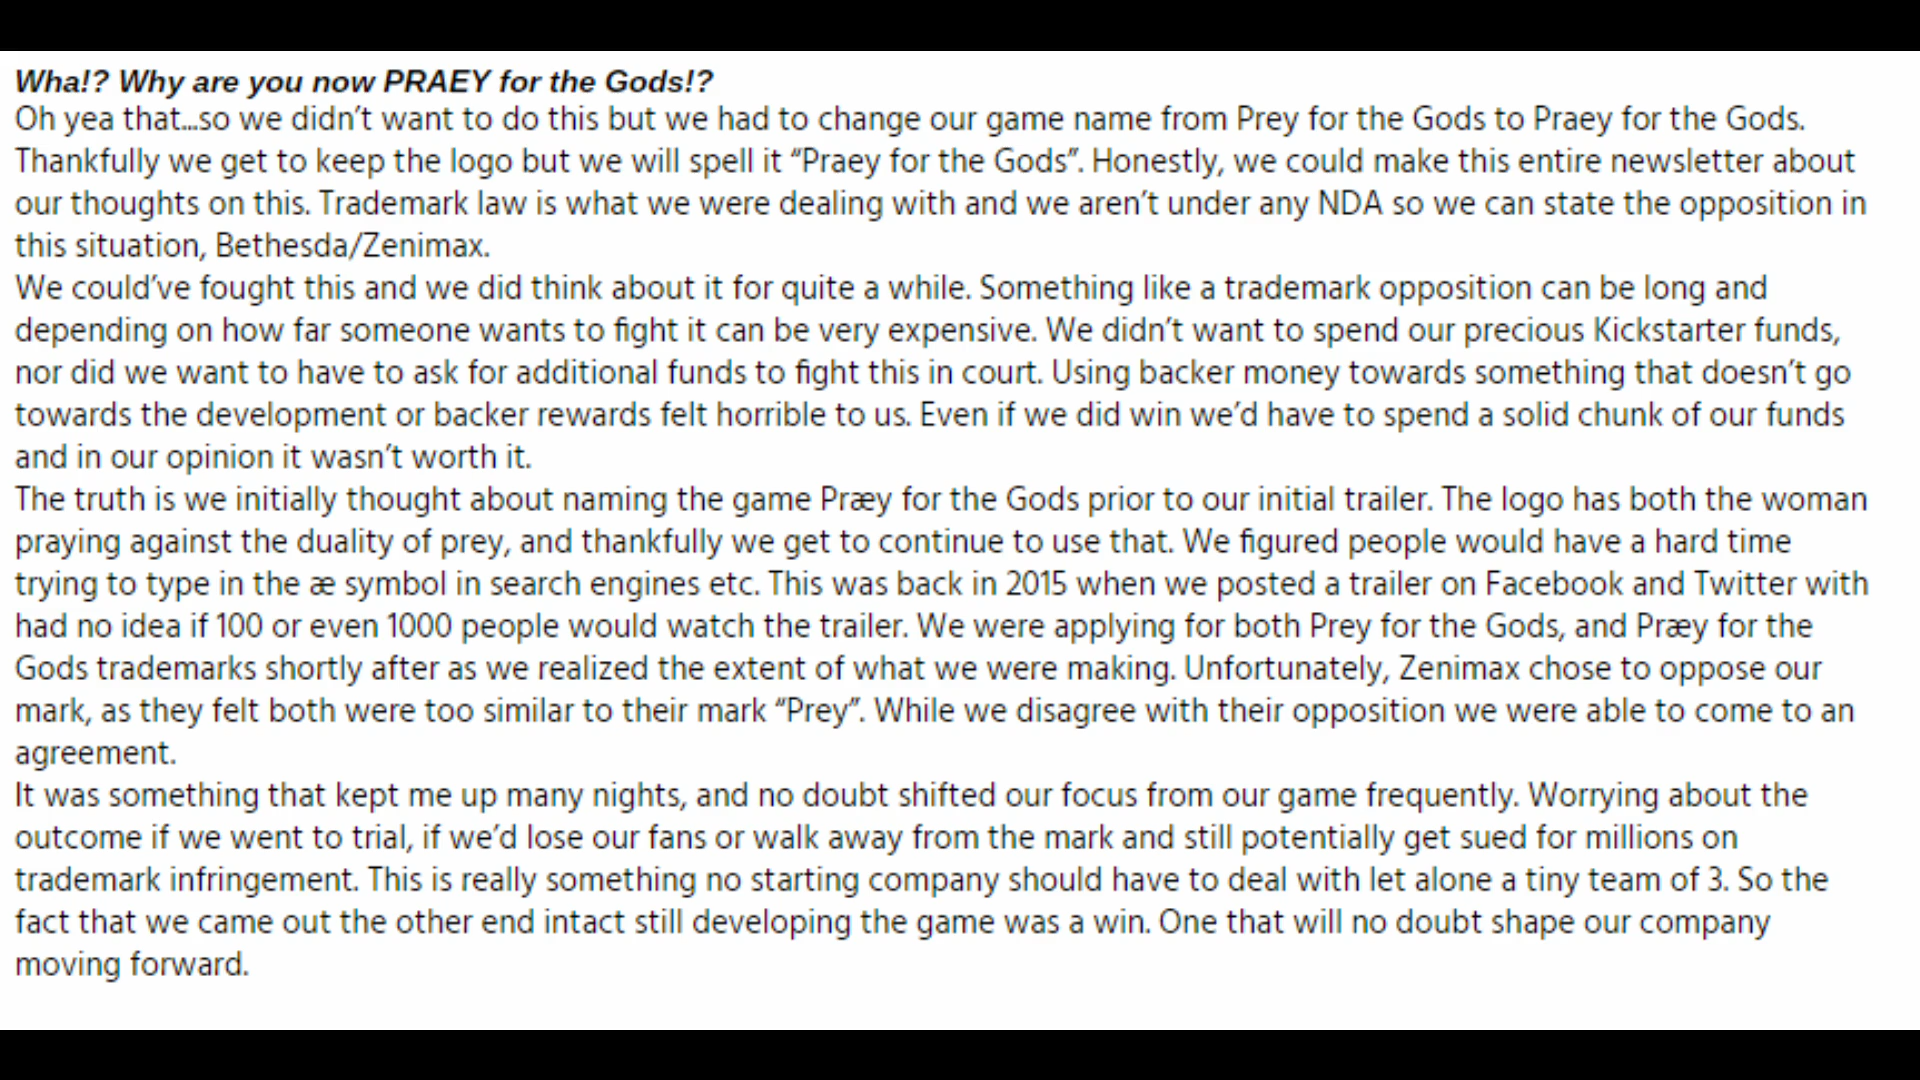 Wha!? Why are you now PRAEY for the Gods!?
Oh yea that...so we didn’t want to do this but we had to change our game name from Prey for the Gods to Praey for the Gods.
Thankfully we get to keep the logo but we will spell it “Praey for the Gods”. Honestly, we could make this entire newsletter about
our thoughts on this. Trademark law is what we were dealing with and we aren’t under any NDA so we can state the opposition in
this situation, Bethesda/Zenimax.
We could’ve fought this and we did think about it for quite a while. Something like a trademark opposition can be long and
depending on how far someone wants to fight it can be very expensive. We didn’t want to spend our precious Kickstarter funds,
nor did we want to have to ask for additional funds to fight this in court. Using backer money towards something that doesn’t go
towards the development or backer rewards felt horrible to us. Even if we did win we’d have to spend a solid chunk of our funds
and in our opinion it wasn’t worth it.
The truth is we initially thought about naming the game Præy for the Gods prior to our initial trailer. The logo has both the woman
praying against the duality of prey, and thankfully we get to continue to use that. We figured people would have a hard time
trying to type in the æ symbol in search engines etc. This was back in 2015 when we posted a trailer on Facebook and Twitter with
had no idea if 100 or even 1000 people would watch the trailer. We were applying for both Prey for the Gods, and Præy for the
Gods trademarks shortly after as we realized the extent of what we were making. Unfortunately, Zenimax chose to oppose our
mark, as they felt both were too similar to their mark “Prey”. While we disagree with their opposition we were able to come to an
agreement.
It was something that kept me up many nights, and no doubt shifted our focus from our game frequently. Worrying about the
outcome if we went to trial, if we’d lose our fans or walk away from the mark and still potentially get sued for millions on
trademark infringement. This is really something no starting company should have to deal with let alone a tiny team of 3. So the
fact that we came out the other end intact still developing the game was a win. One that will no doubt shape our company
moving forward.